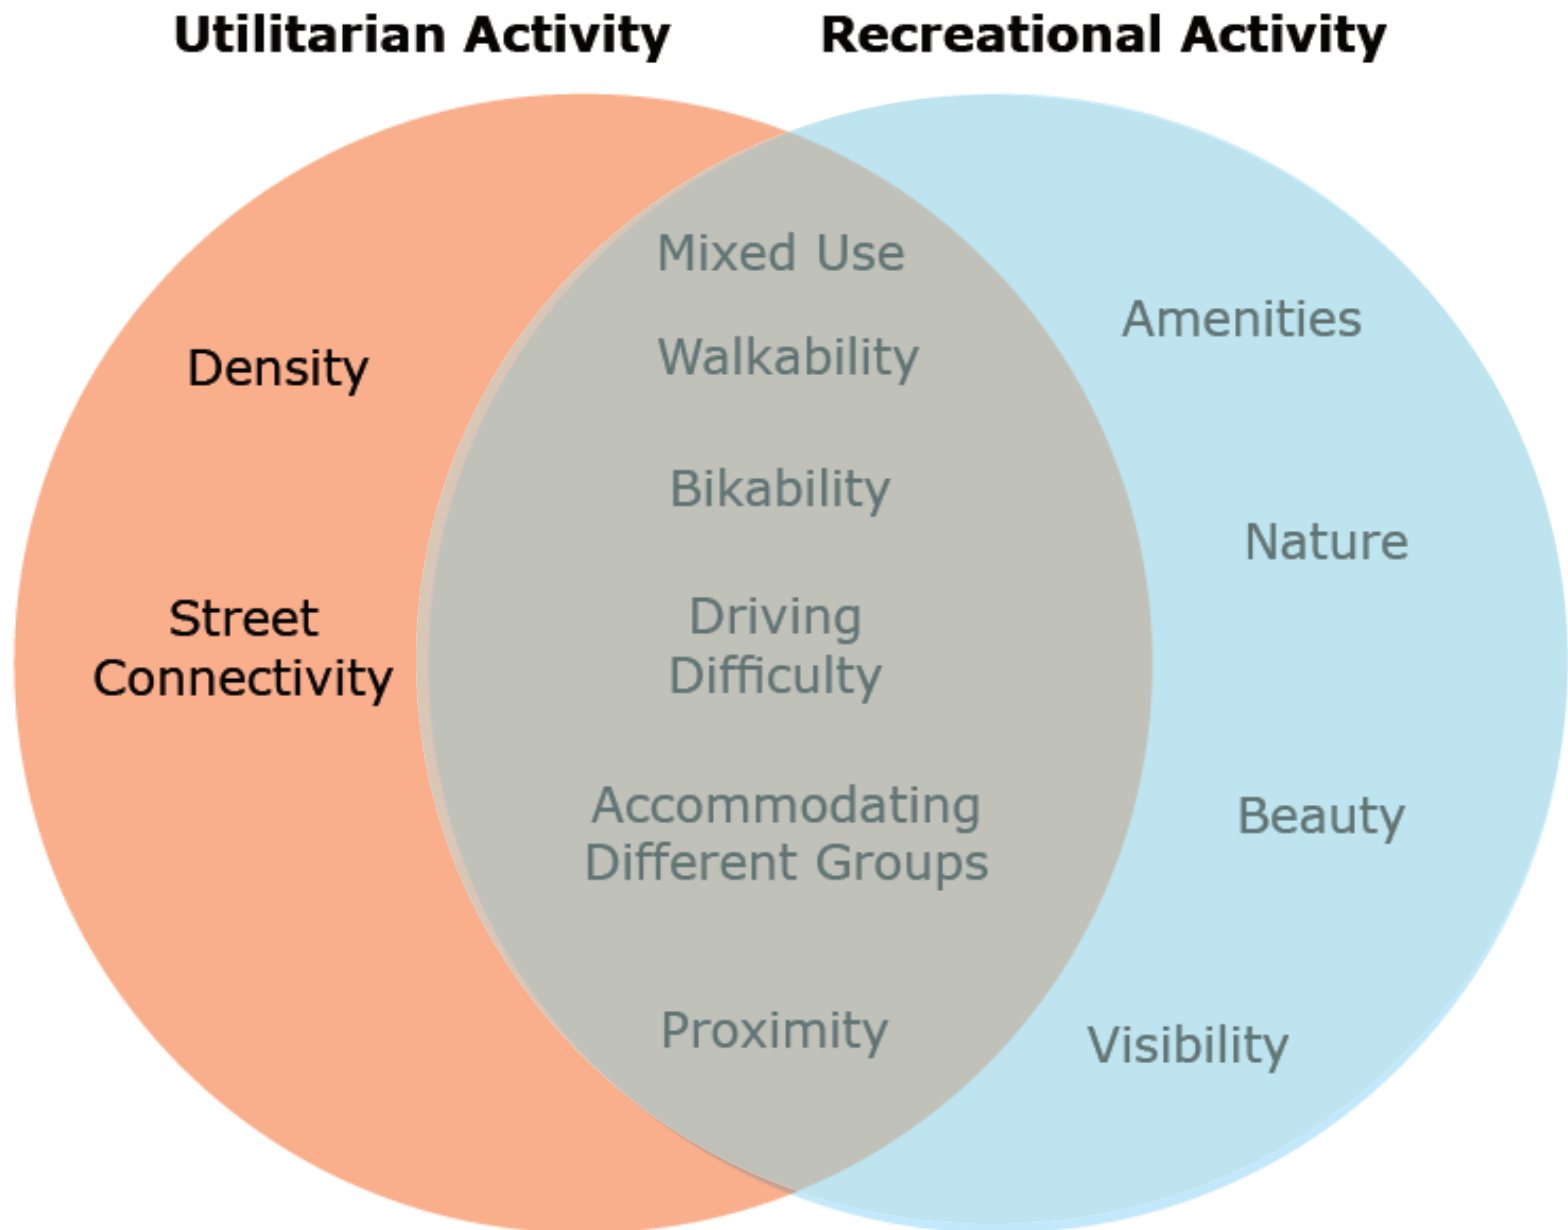 Utilitarian Activity
Recreational Activity
Density
Street
Connectivity
Mixed Use
Walkability
Bikability
Driving
Difficulty
Accommodating
Different Groups
Proximity
Amenities
Nature
Beauty
Visibility